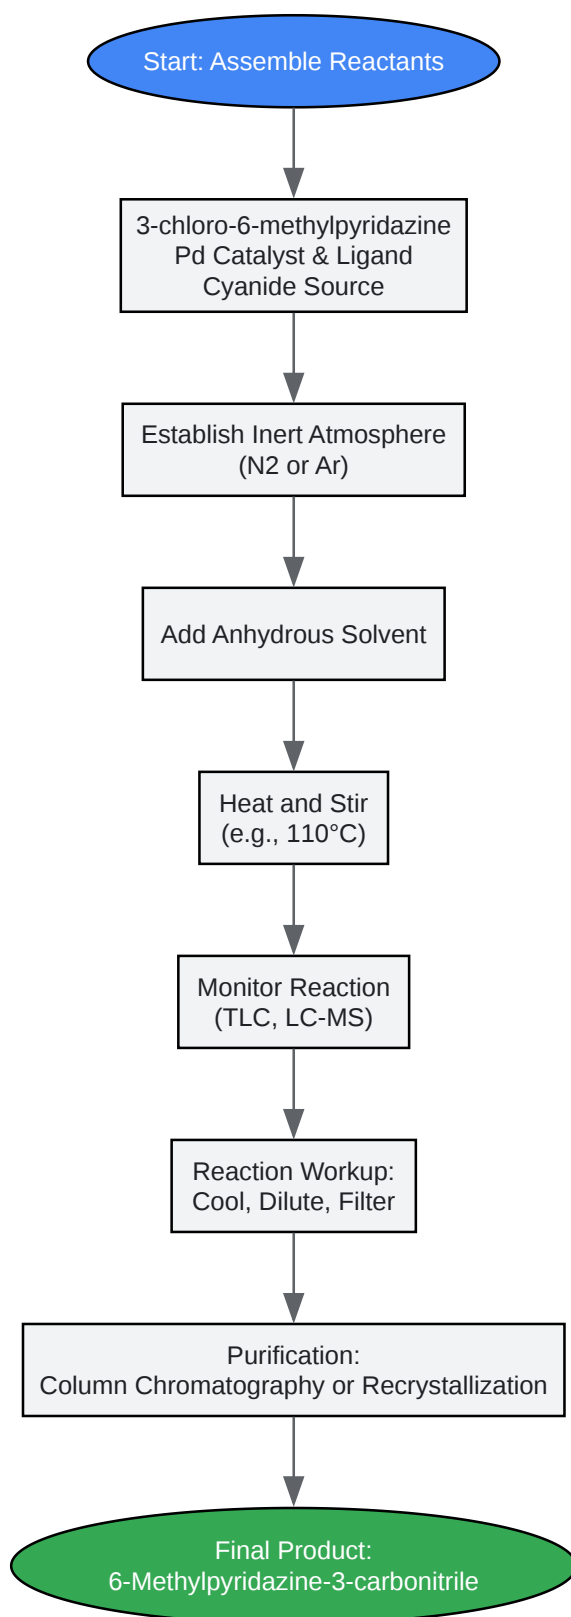 Start: Assemble Reactants
3-chloro-6-methylpyridazine
Pd Catalyst & Ligand
Cyanide Source
Establish Inert Atmosphere
(N2 or Ar)
Add Anhydrous Solvent
Heat and Stir
(e.g., 110°C)
Monitor Reaction
(TLC, LC-MS)
Reaction Workup:
Cool, Dilute, Filter
Purification:
Column Chromatography or Recrystallization
Final Product:
6-Methylpyridazine-3-carbonitrile